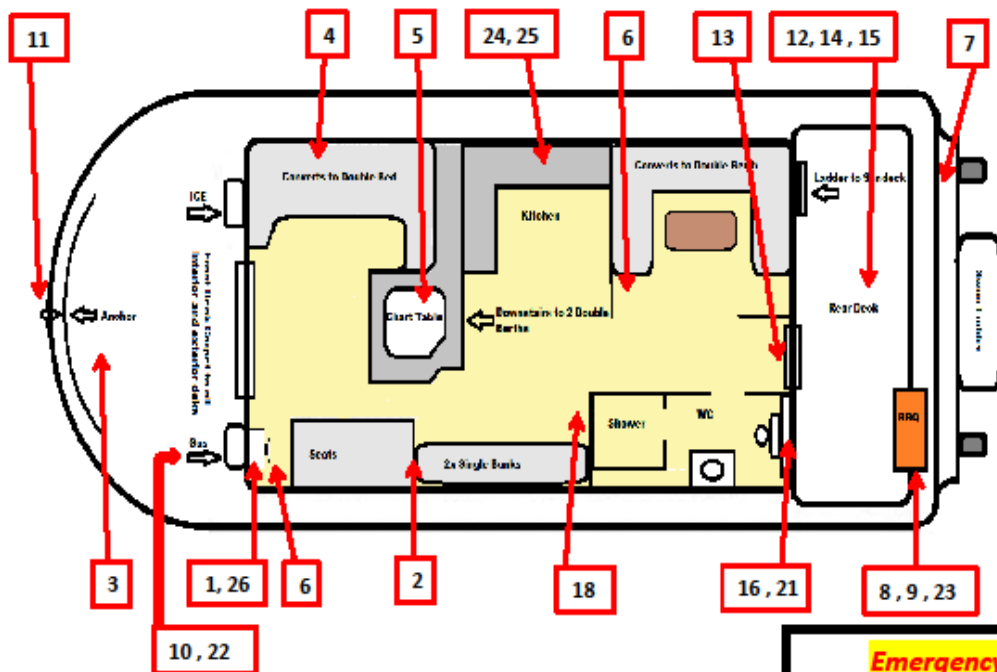 11
4
5
24, 25
6
13
12, 14 , 15
7
Converts to Double Bed
Converts to Double Berth
Ladder to Sundeck
ICE
Kitchen
Anchor
Chart Table
Downstairs to 2 Double
Berths
Rear Deck
Shower
WC
BBQ
Gas
Seats
2x Single Bunks
3
1, 26
6
2
18
16 , 21
8 , 9 , 23
10 , 22
Emergency